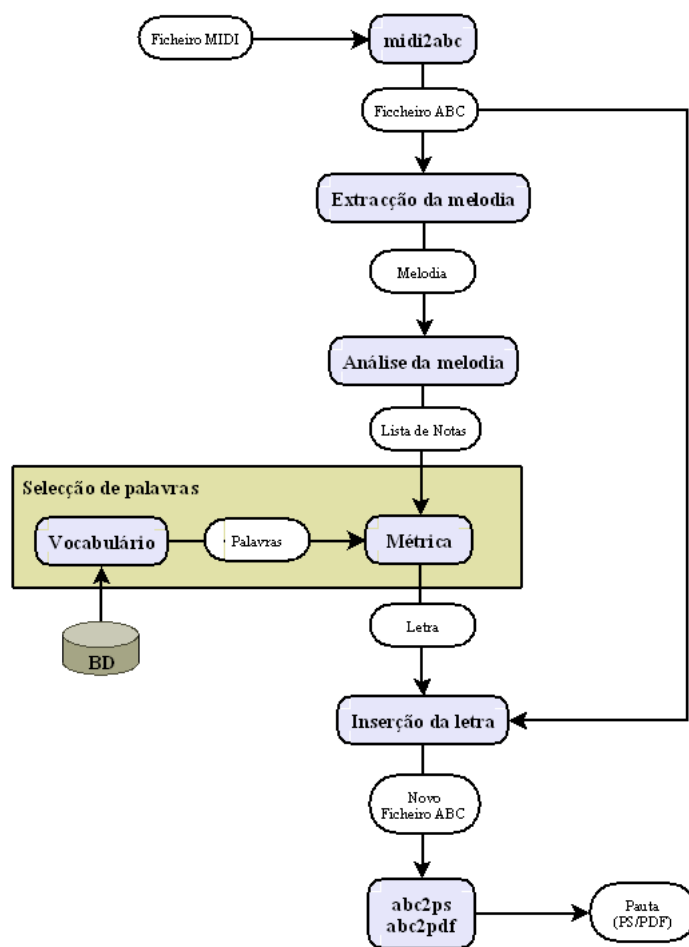 Ficheiro MIDI
midi2abc
Ficcheiro ABC
Extracção da melodia
Melodia
Análise da melodia
Lista de Notas
Selecção de palavras
Vocabulário
Palavras
Métrica
BD
Letra
Inserção da letra
Novo
Ficheiro ABC
abc2ps
abc2pdf
Pauta
(PS/PDF)